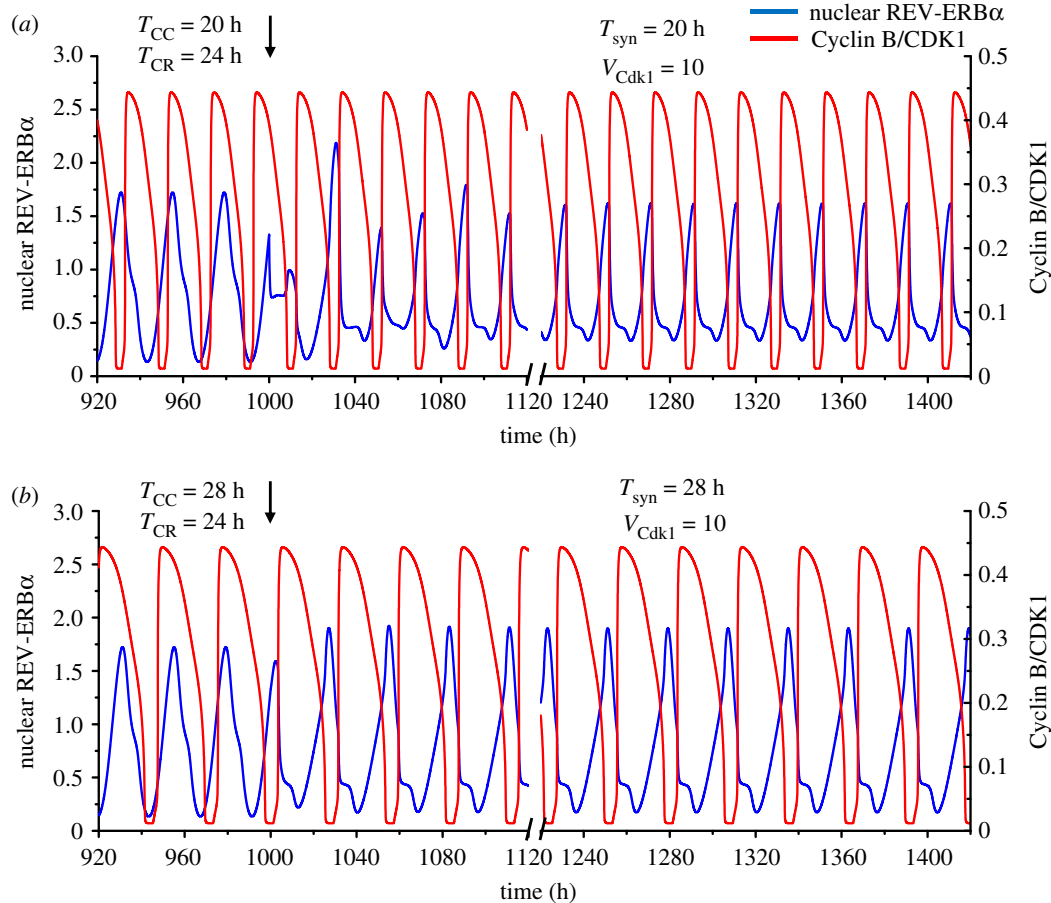 (a)
T_CC = 20 h
T_CR = 24 h
T_syn = 20 h
V_Cdk1 = 10
nuclear REV-ERBα
Cyclin B/CDK1
nuclear REV-ERBα
3.0
2.5
2.0
1.5
1.0
0.5
0
0.5
0.4
0.3
0.2
0.1
0
Cyclin B/CDK1
920 960 1000 1040 1080 1120 1240 1280 1320 1360 1400
time (h)
(b)
T_CC = 28 h
T_CR = 24 h
T_syn = 28 h
V_Cdk1 = 10
nuclear REV-ERBα
3.0
2.5
2.0
1.5
1.0
0.5
0
0.5
0.4
0.3
0.2
0.1
0
Cyclin B/CDK1
920 960 1000 1040 1080 1120 1240 1280 1320 1360 1400
time (h)